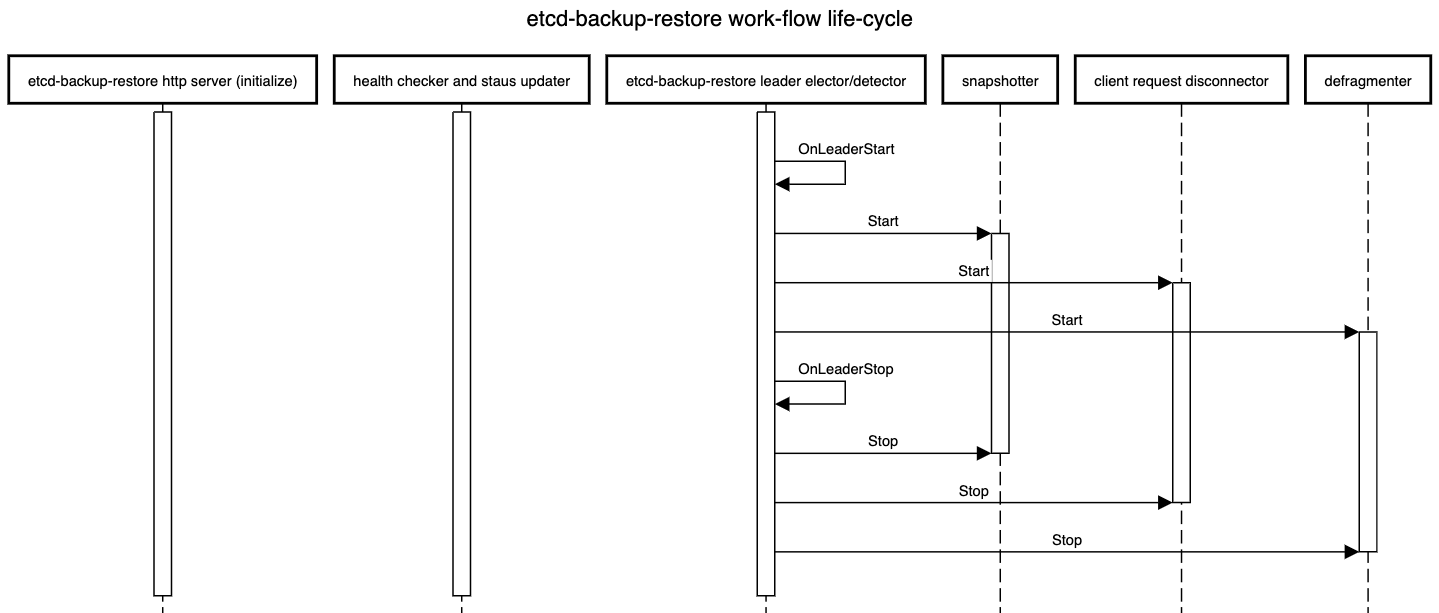 etcd-backup-restore work-flow life-cycle
etcd-backup-restore http server (initialize)
health checker and staus updater
etcd-backup-restore leader elector/detector
snapshotter
client request disconnector
defragmenter
OnLeaderStart
Start
Start
Start
OnLeaderStop
Stop
Stop
Stop